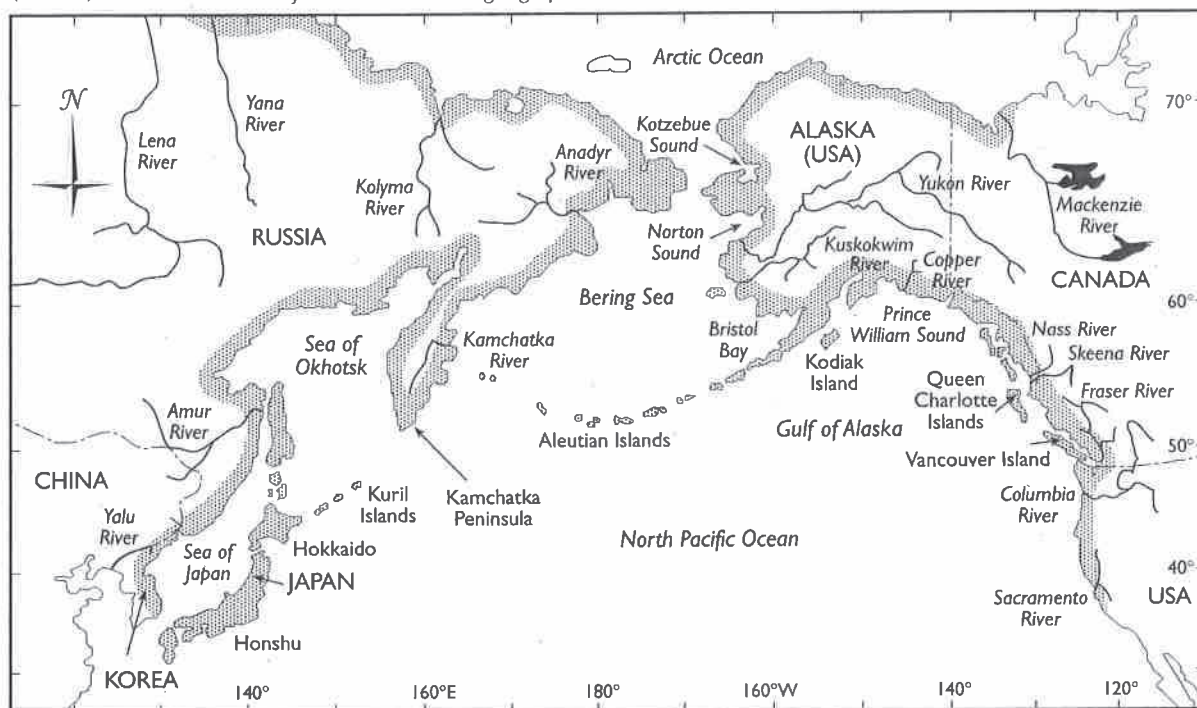 Arctic Ocean
N
Yana
River
Lena
River
Kotzebue
Sound
ALASKA
(USA)
70°
Anadyr
River
Kolyma
River
Yukon River
Mackenzie
River
RUSSIA
Norton
Sound
Kuskokwim
River
Copper
River
CANADA
Bering Sea
60°
Prince
William Sound
Nass River
Bristol
Bay
Sea of
Okhotsk
Kamchatka
River
Kodiak
Island
Skeena River
Queen
Charlotte
Islands
Fraser River
Amur
River
Aleutian Islands
Gulf of Alaska
50°
Vancouver Island
CHINA
Kuril
Islands
Kamchatka
Peninsula
Columbia
River
Yalu
River
Hokkaido
North Pacific Ocean
Sea of
Japan
JAPAN
40°
Sacramento
River
USA
Honshu
KOREA
140°
160°E
180°
160°W
140°
120°